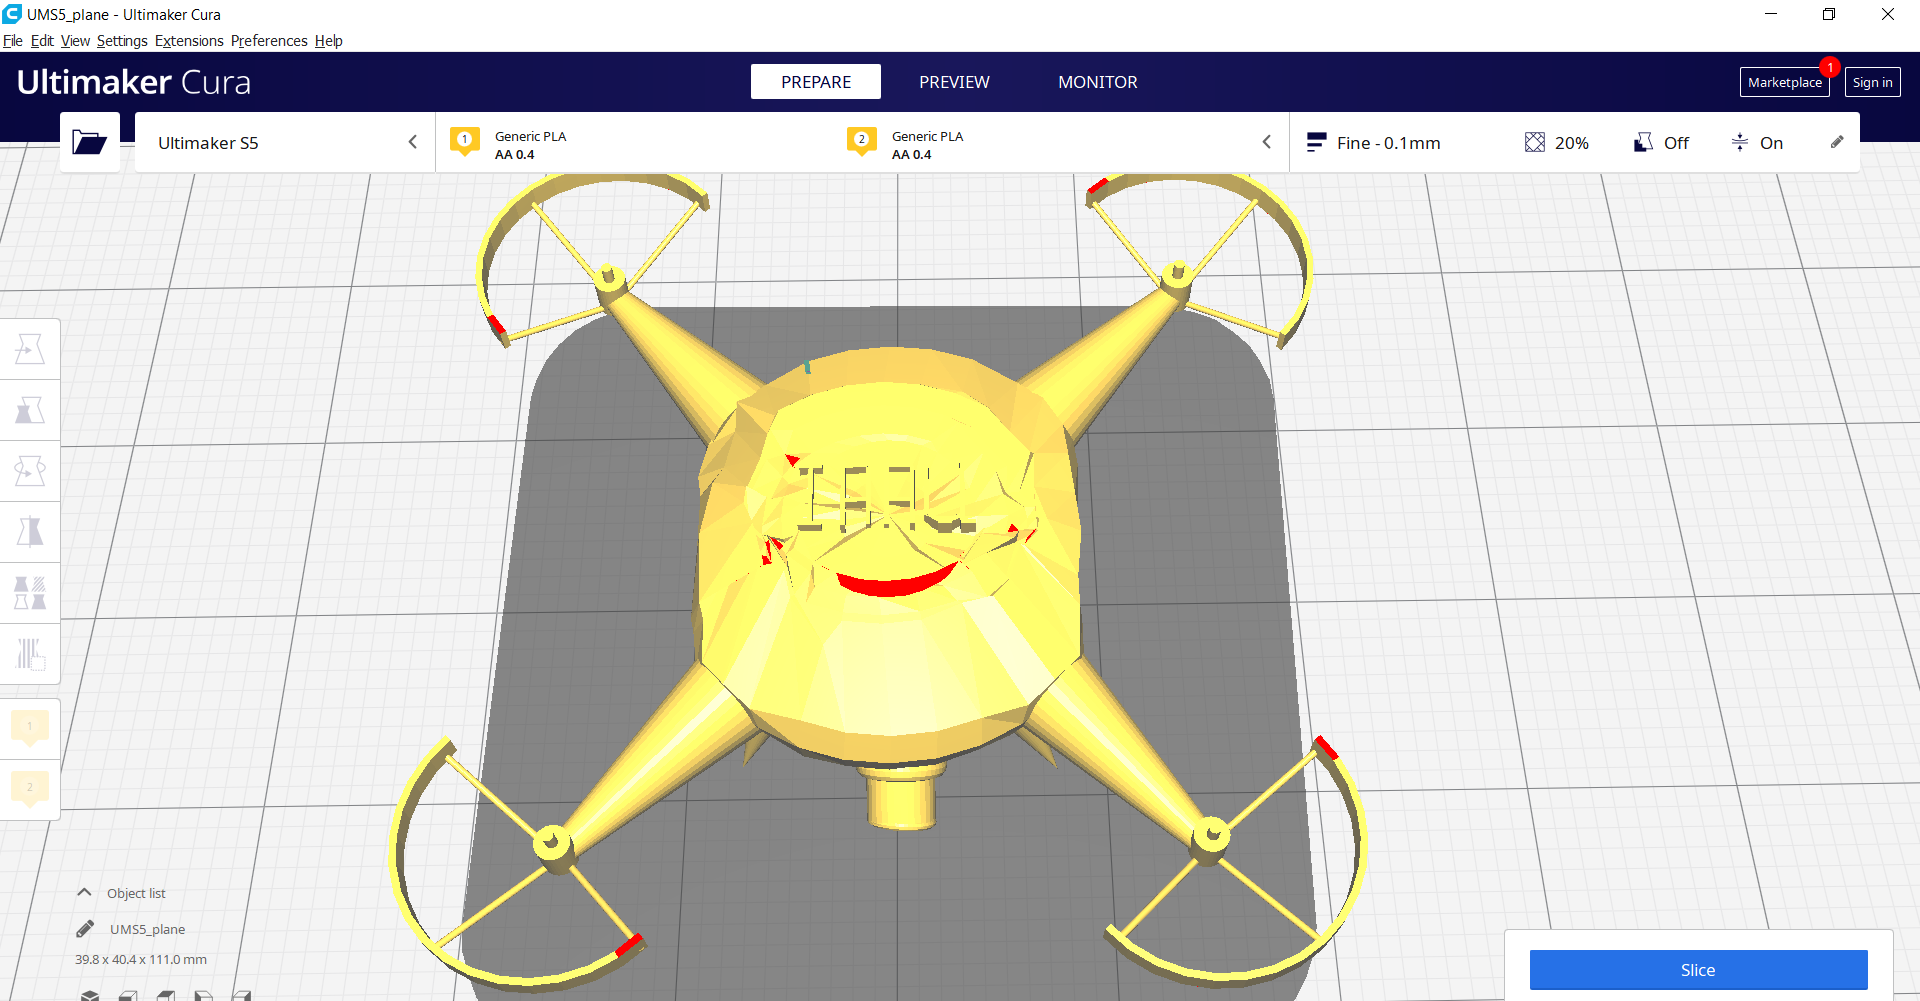 UMS5_plane - Ultimaker Cura
File Edit View Settings Extensions Preferences Help
Ultimaker Cura
PREPARE
PREVIEW
MONITOR
Marketplace
1
Sign in
Ultimaker S5
1
Generic PLA
AA 0.4
2
Generic PLA
AA 0.4
Fine - 0.1mm
20%
Off
On
1
2
Object list
UMS5_plane
39.8 x 40.4 x 111.0 mm
Slice